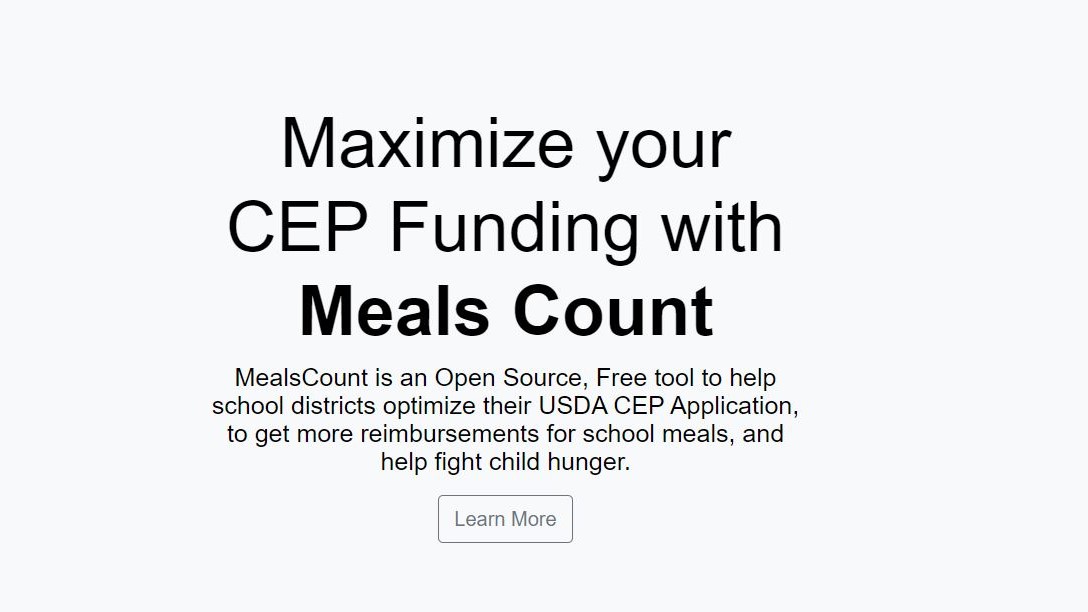 Maximize your
CEP Funding with
Meals Count
MealsCount is an Open Source, Free tool to help
school districts optimize their USDA CEP Application,
to get more reimbursements for school meals, and
help fight child hunger.
Learn More